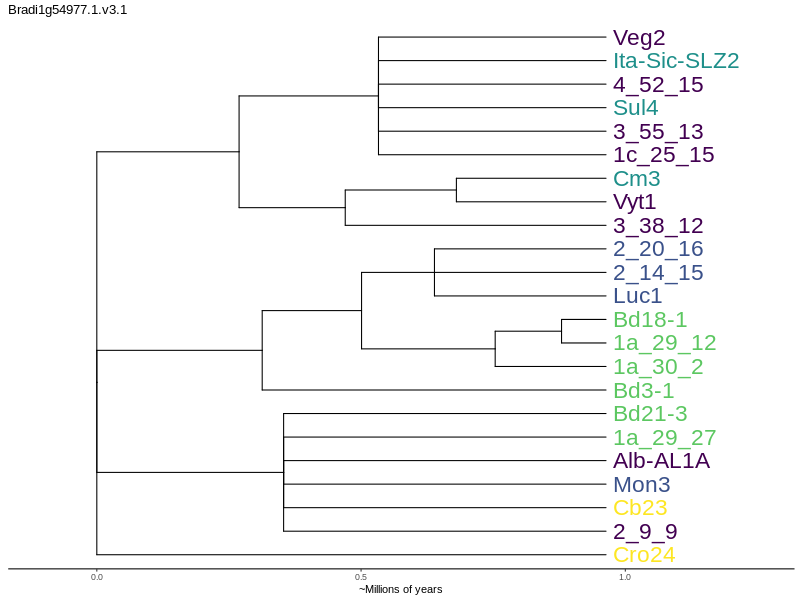 Bradi1g54977.1.v3.1
Veg2
Ita-Sic-SLZ2
4_52_15
Sul4
3_55_13
1c_25_15
Cm3
Vyt1
3_38_12
2_20_16
2_14_15
Luc1
Bd18-1
1a_29_12
1a_30_2
Bd3-1
Bd21-3
1a_29_27
Alb-AL1A
Mon3
Cb23
2_9_9
Cro24
0.0 0.5 1.0
~Millions of years